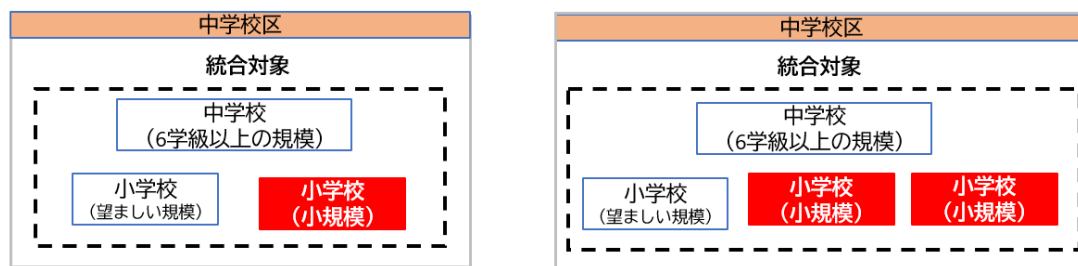 中学校区
統合対象
中学校
（6学級以上の規模）
小学校
（望ましい規模）
小学校
（小規模）
中学校区
統合対象
中学校
（6学級以上の規模）
小学校
（望ましい規模）
小学校
（小規模）
小学校
（小規模）